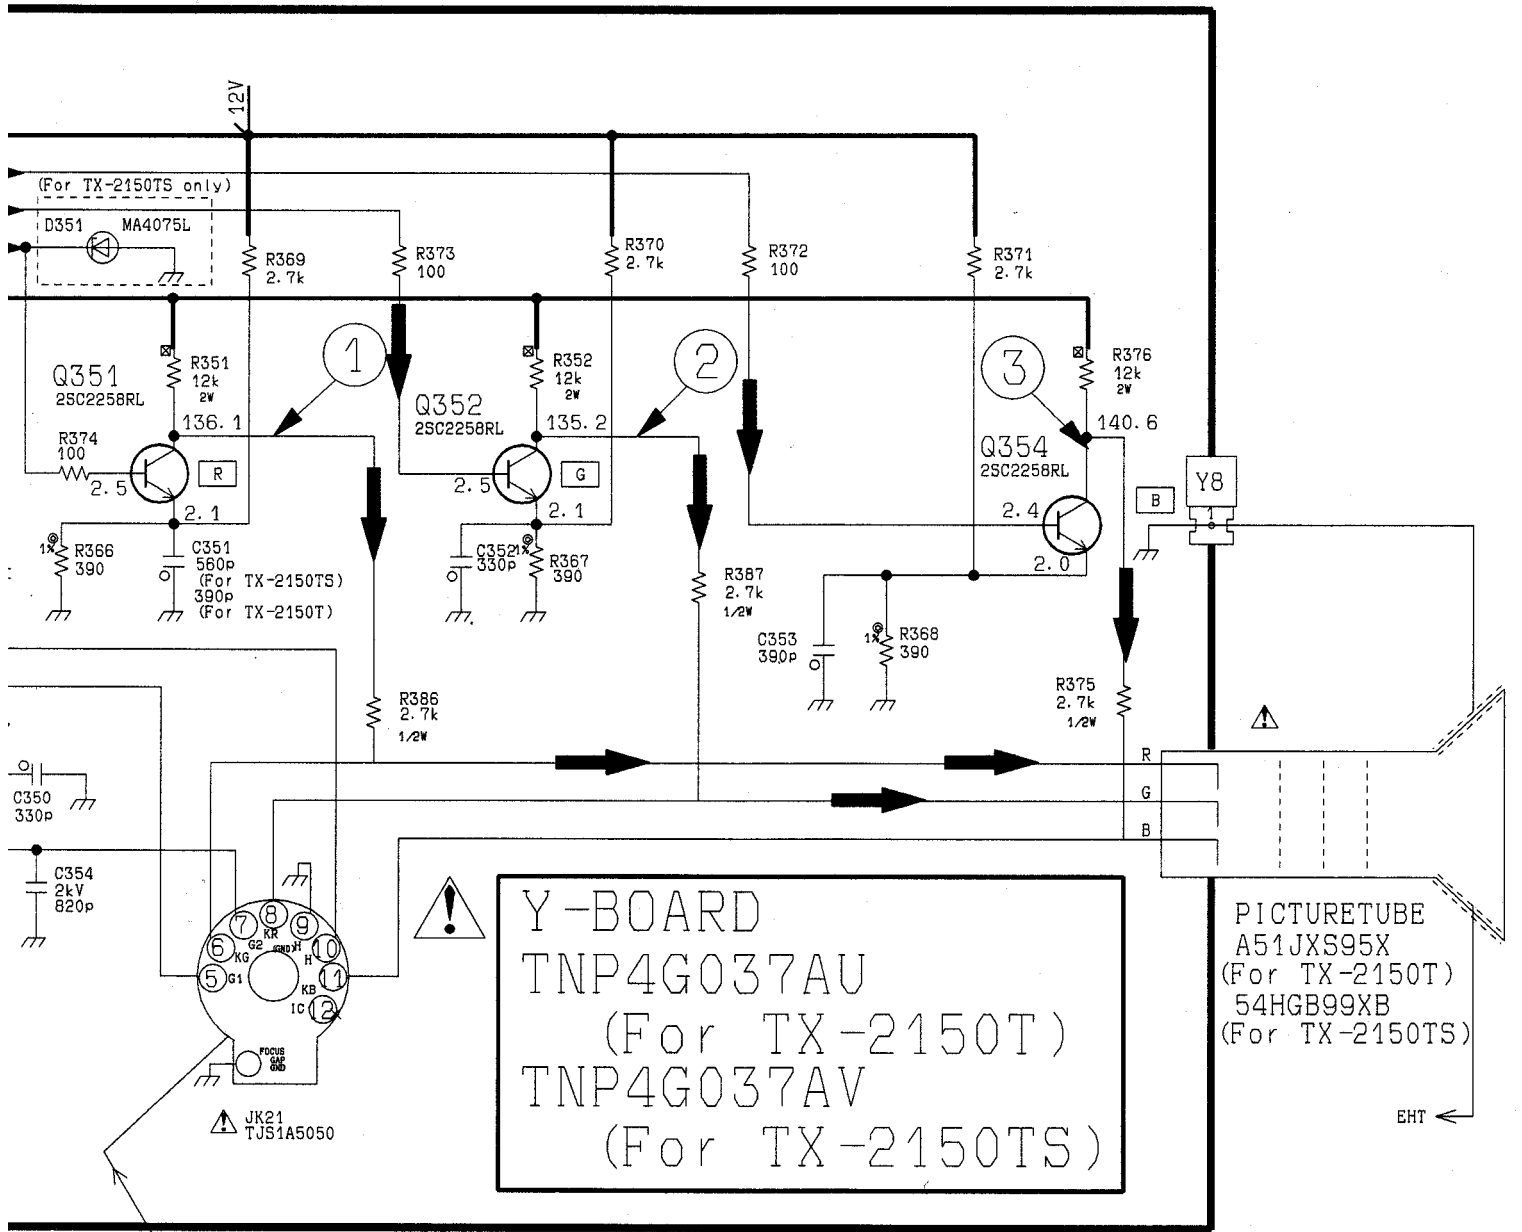 12V
(For TX-2150TS only)
D351
MA4075L
R369
2.7k
R373
100
R370
2.7k
R372
100
R371
2.7k
1
2
3
Q351
2SC2258RL
R351
12k
2W
136.1
R374
100
2.5
R
2.1
Q352
2SC2258RL
R352
12k
2W
135.2
2.5
G
2.1
Q354
2SC2258RL
R376
12k
2W
140.6
2.4
2.0
B
Y8
1
1%
R366
390
C351
560p
(For TX-2150TS)
390p
(For TX-2150T)
C352
330p
1%
R367
390
R387
2.7k
1/2W
C353
390p
1%
R368
390
R386
2.7k
1/2W
R375
2.7k
1/2W
R
G
B
C350
330p
C354
2kV
820p
5
6
7
8
9
10
11
12
G1
KG
G2
KR
(GND)
H
H
KB
IC
FOCUS
GAP
GND
JK21
TJS1A5050
Y-BOARD
TNP4G037AU
(For TX-2150T)
TNP4G037AV
(For TX-2150TS)
PICTURETUBE
A51JXS95X
(For TX-2150T)
54HGB99XB
(For TX-2150TS)
EHT